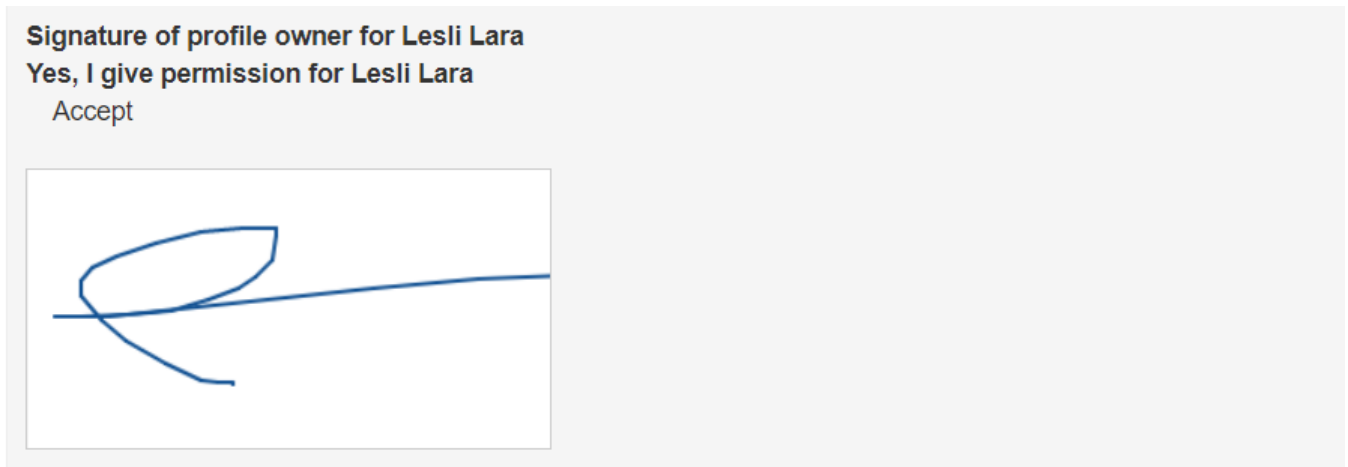 Signature of profile owner for Lesli Lara
Yes, I give permission for Lesli Lara
Accept